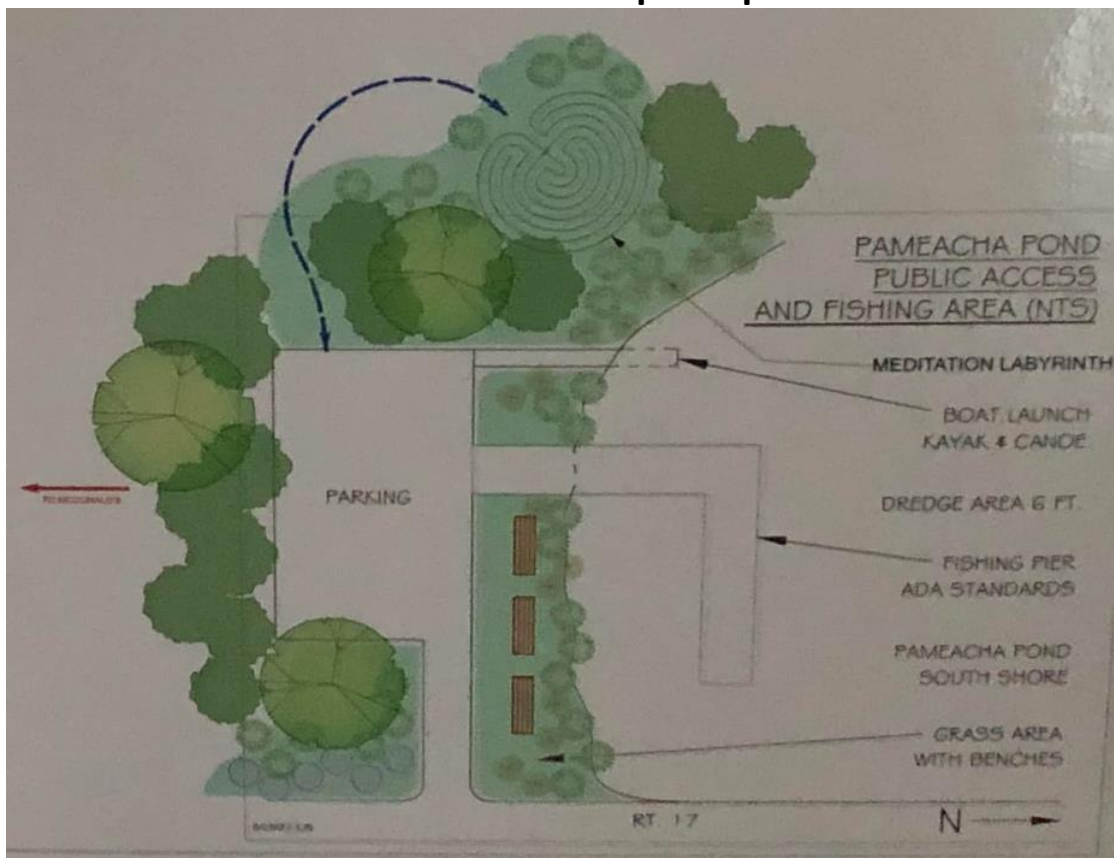 PAMEACHA POND
PUBLIC ACCESS
AND FISHING AREA (NTS)
MEDITATION LABYRINTH
BOAT LAUNCH
KAYAK & CANOE
PARKING
DREDGE AREA 6 FT.
FISHING PIER
ADA STANDARDS
PAMEACHA POND
SOUTH SHORE
GRASS AREA
WITH BENCHES
RT. 17
N